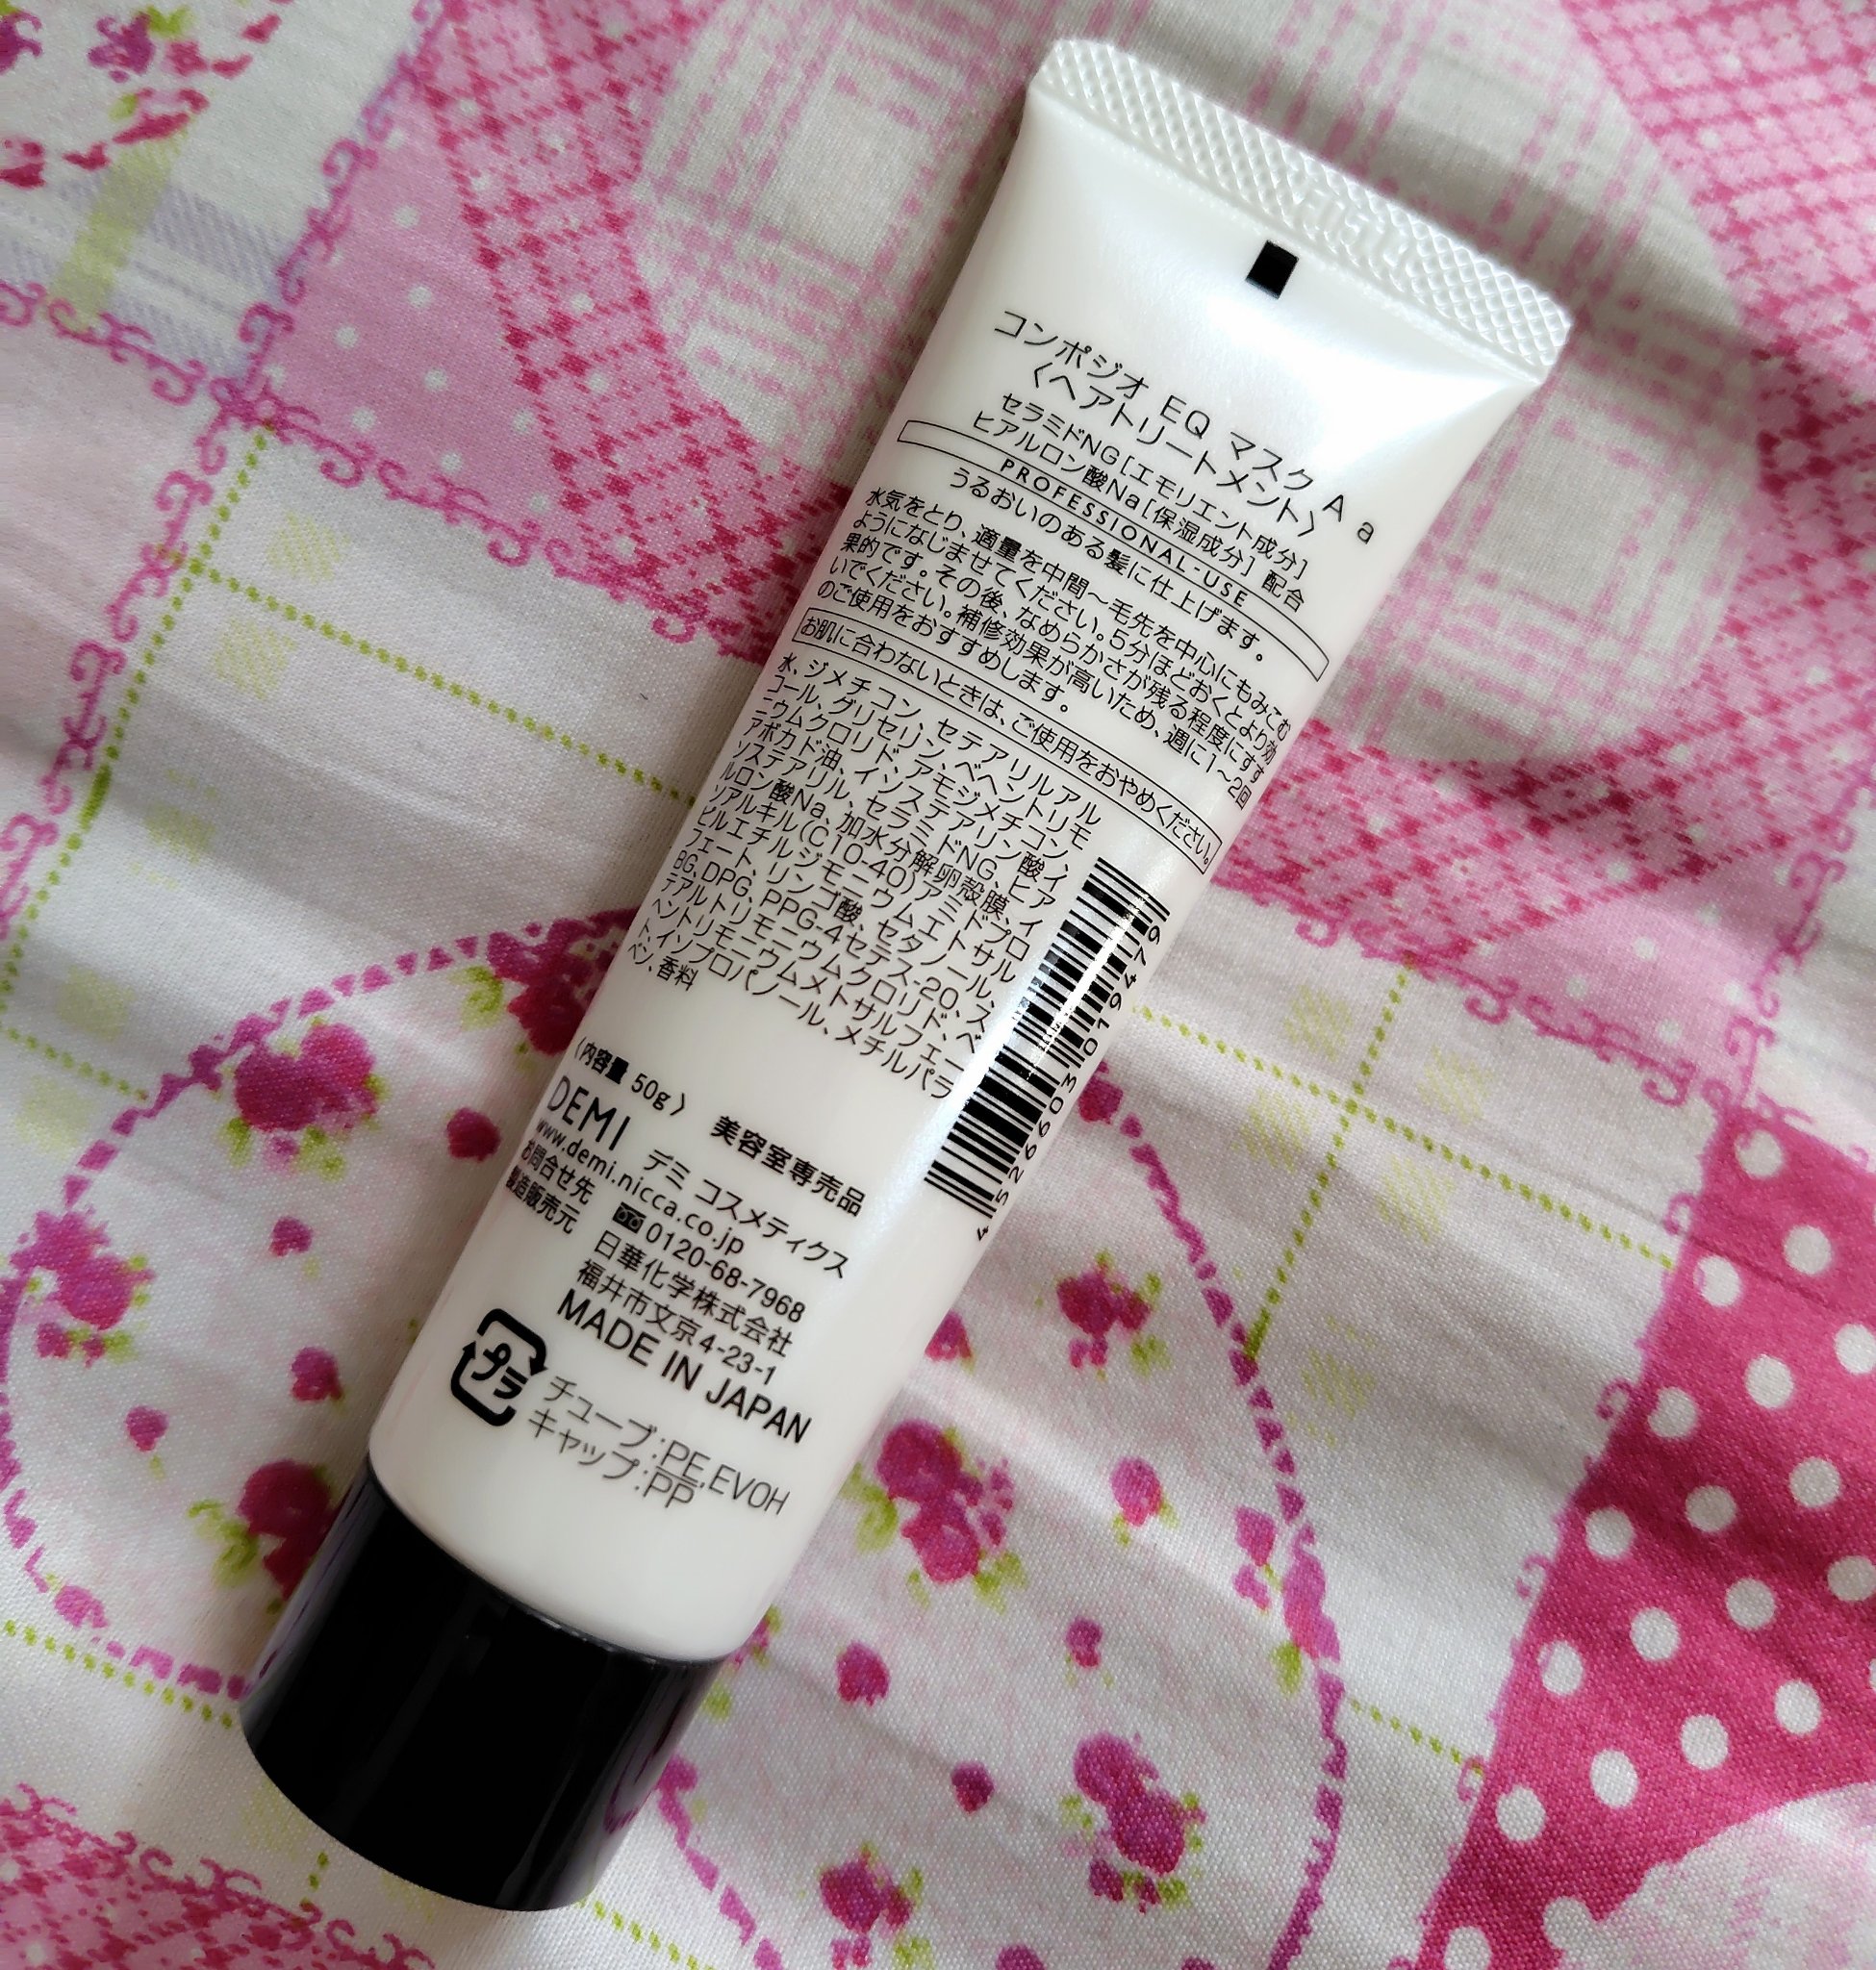 コンポジオ EQ マスク A a
〈ヘアトリートメント〉
セラミドNG[エモリエント成分]
ヒアルロン酸Na[保湿成分] 配合
PROFESSIONAL-USE
うるおいのある髪に仕上げます。
水気をとり、適量を中間～毛先を中心にもみこむ
ようになじませてください。5分ほどおくとより効
果的です。その後、なめらかさが残る程度にすす
いでください。補修効果が高いため、週に1～2回
のご使用をおすすめします。
お肌に合わないときは、ご使用をおやめください。
水、ジメチコン、セテアリルアル
コール、グリセリン、ベヘントリモ
ニウムクロリド、アモジメチコン、
アボカド油、イソステアリン酸イ
ソステアリル、セラミドNG、ヒア
ルロン酸Na、加水分解卵殻膜、イ
ソアルキル(C10-40)アミドプロ
ピルエチルジモニウムエトサル
フェート、リンゴ酸、セタノール、
BG、DPG、PPG-4セテス-20、ス
テアルトリモニウムクロリド、ベ
ヘントリモニウムメトサルフェー
ト、イソプロパノール、メチルパラ
ベン、香料
4526603019476
〈内容量 50g〉 美容室専売品
DEMI デミ コスメティクス
www.demi.nicca.co.jp
お問合せ先 0120-68-7968
製造販売元 日華化学株式会社
福井市文京4-23-1
MADE IN JAPAN
プラ
チューブ:PE,EVOH
キャップ:PP